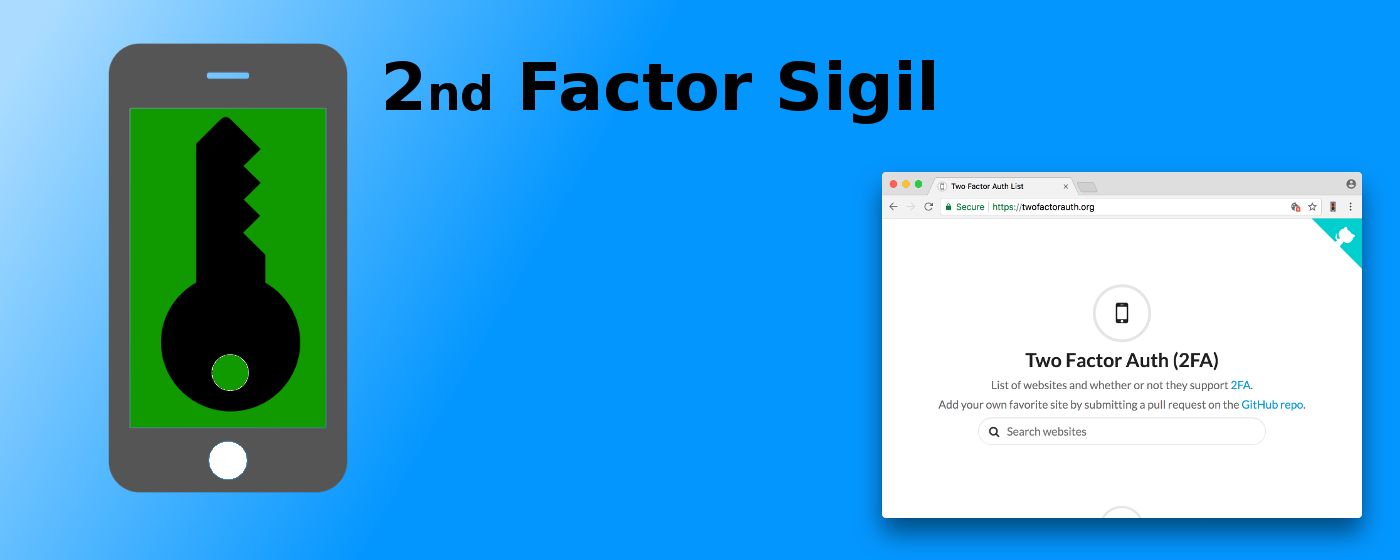 2nd Factor Sigil
Two Factor Auth List
Secure https://twofactorauth.org
Two Factor Auth (2FA)
List of websites and whether or not they support 2FA.
Add your own favorite site by submitting a pull request on the GitHub repo.
Search websites